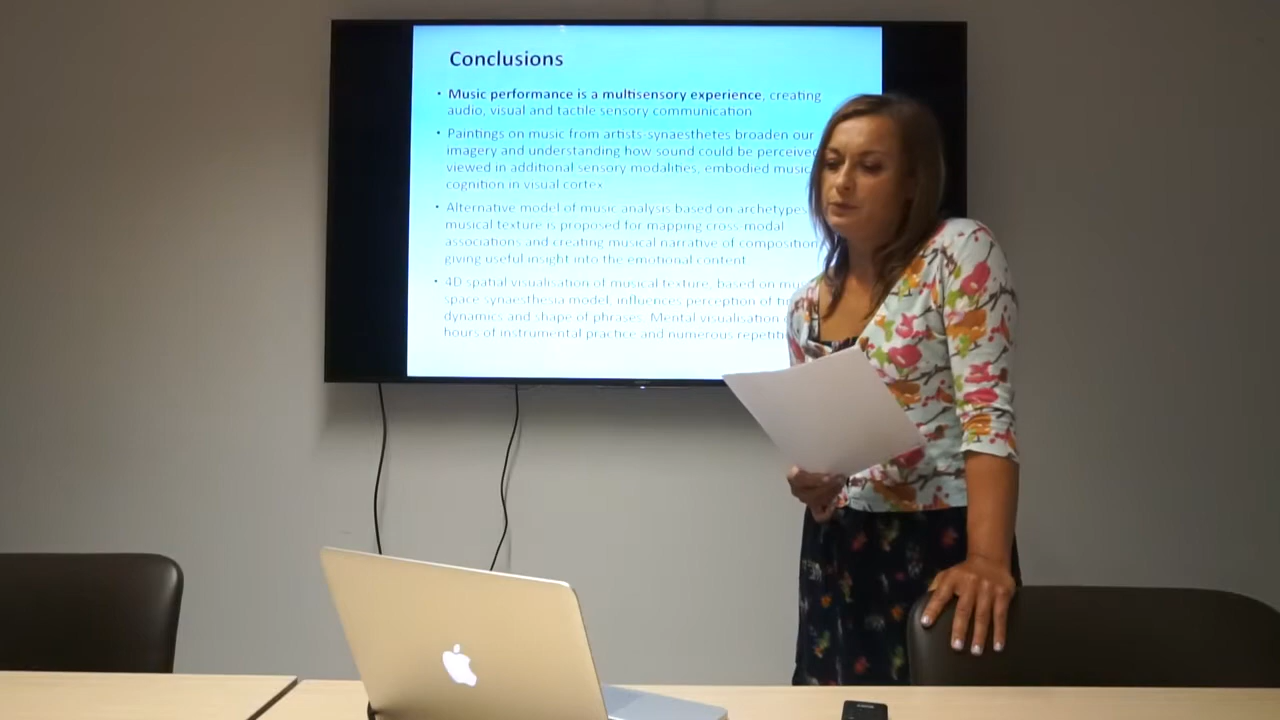 Conclusions
• Music performance is a multisensory experience, creating
audio, visual and tactile sensory communication
• Paintings on music from artists-synaesthetes broaden our
imagery and understanding how sound could be perceived
viewed in additional sensory modalities, embodied music
cognition in visual cortex
• Alternative model of music analysis based on archetypes
musical texture is proposed for mapping cross-modal
associations and creating musical narrative of composition
giving useful insight into the emotional content
• 4D spatial visualisation of musical texture, based on
space synaesthesia model, influences perception of
dynamics and shape of phrases. Mental visualisation
hours of instrumental practice and numerous